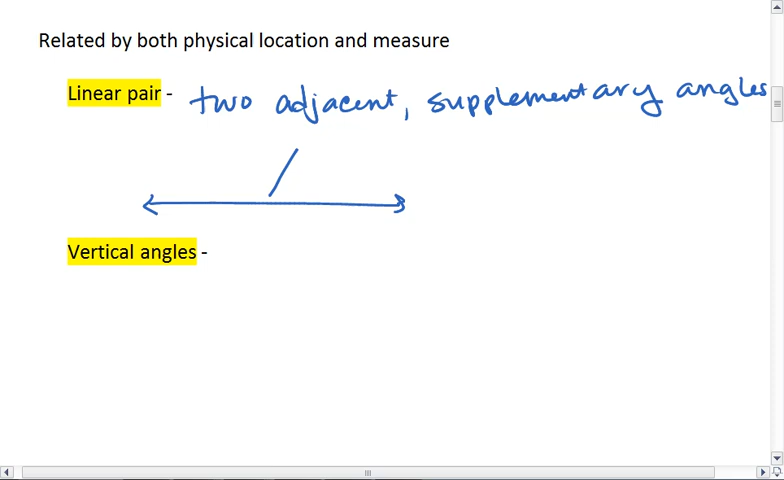 Related by both physical location and measure
Linear pair - two adjacent, supplementary angles
Vertical angles -